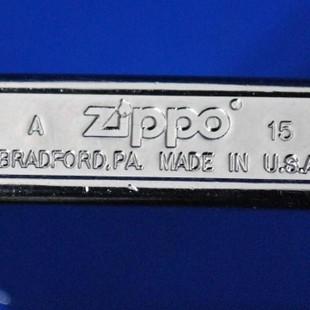 A Zippo 15
BRADFORD, PA. MADE IN U.S.A